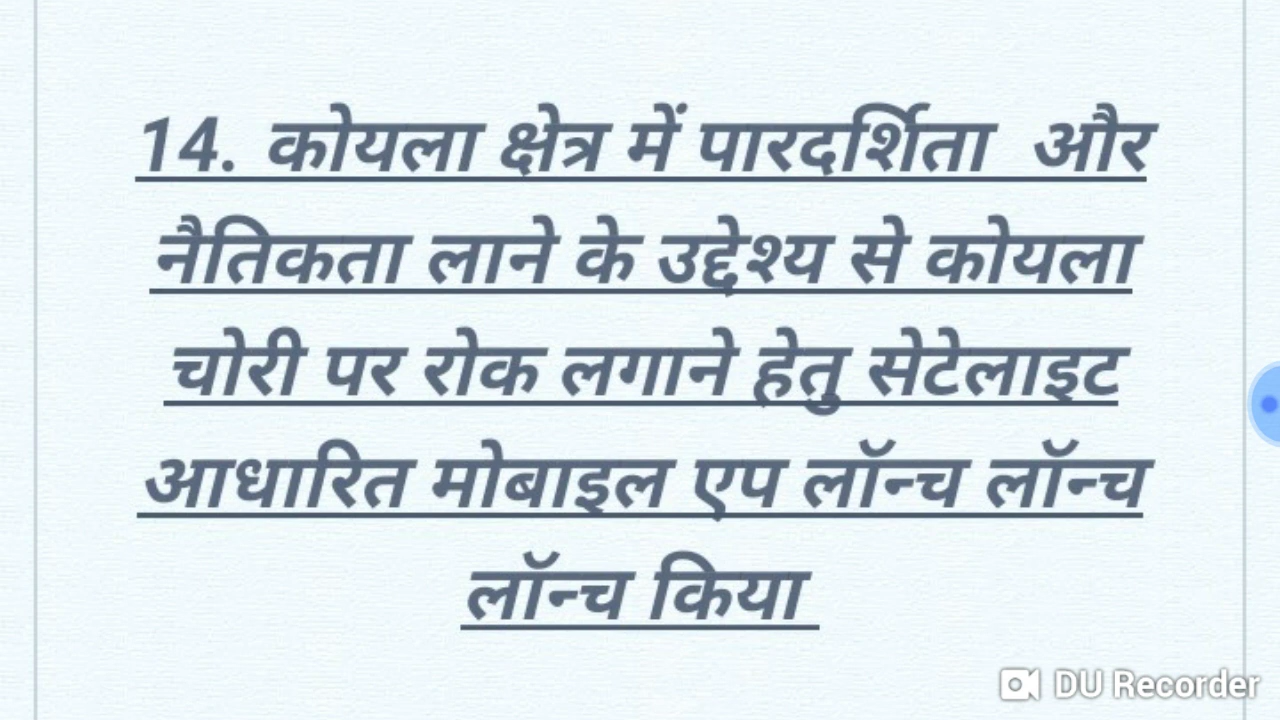 14. कोयला क्षेत्र में पारदर्शिता और
नैतिकता लाने के उद्देश्य से कोयला
चोरी पर रोक लगाने हेतु सेटेलाइट
आधारित मोबाइल एप लॉन्च लॉन्च
लॉन्च किया
DU Recorder